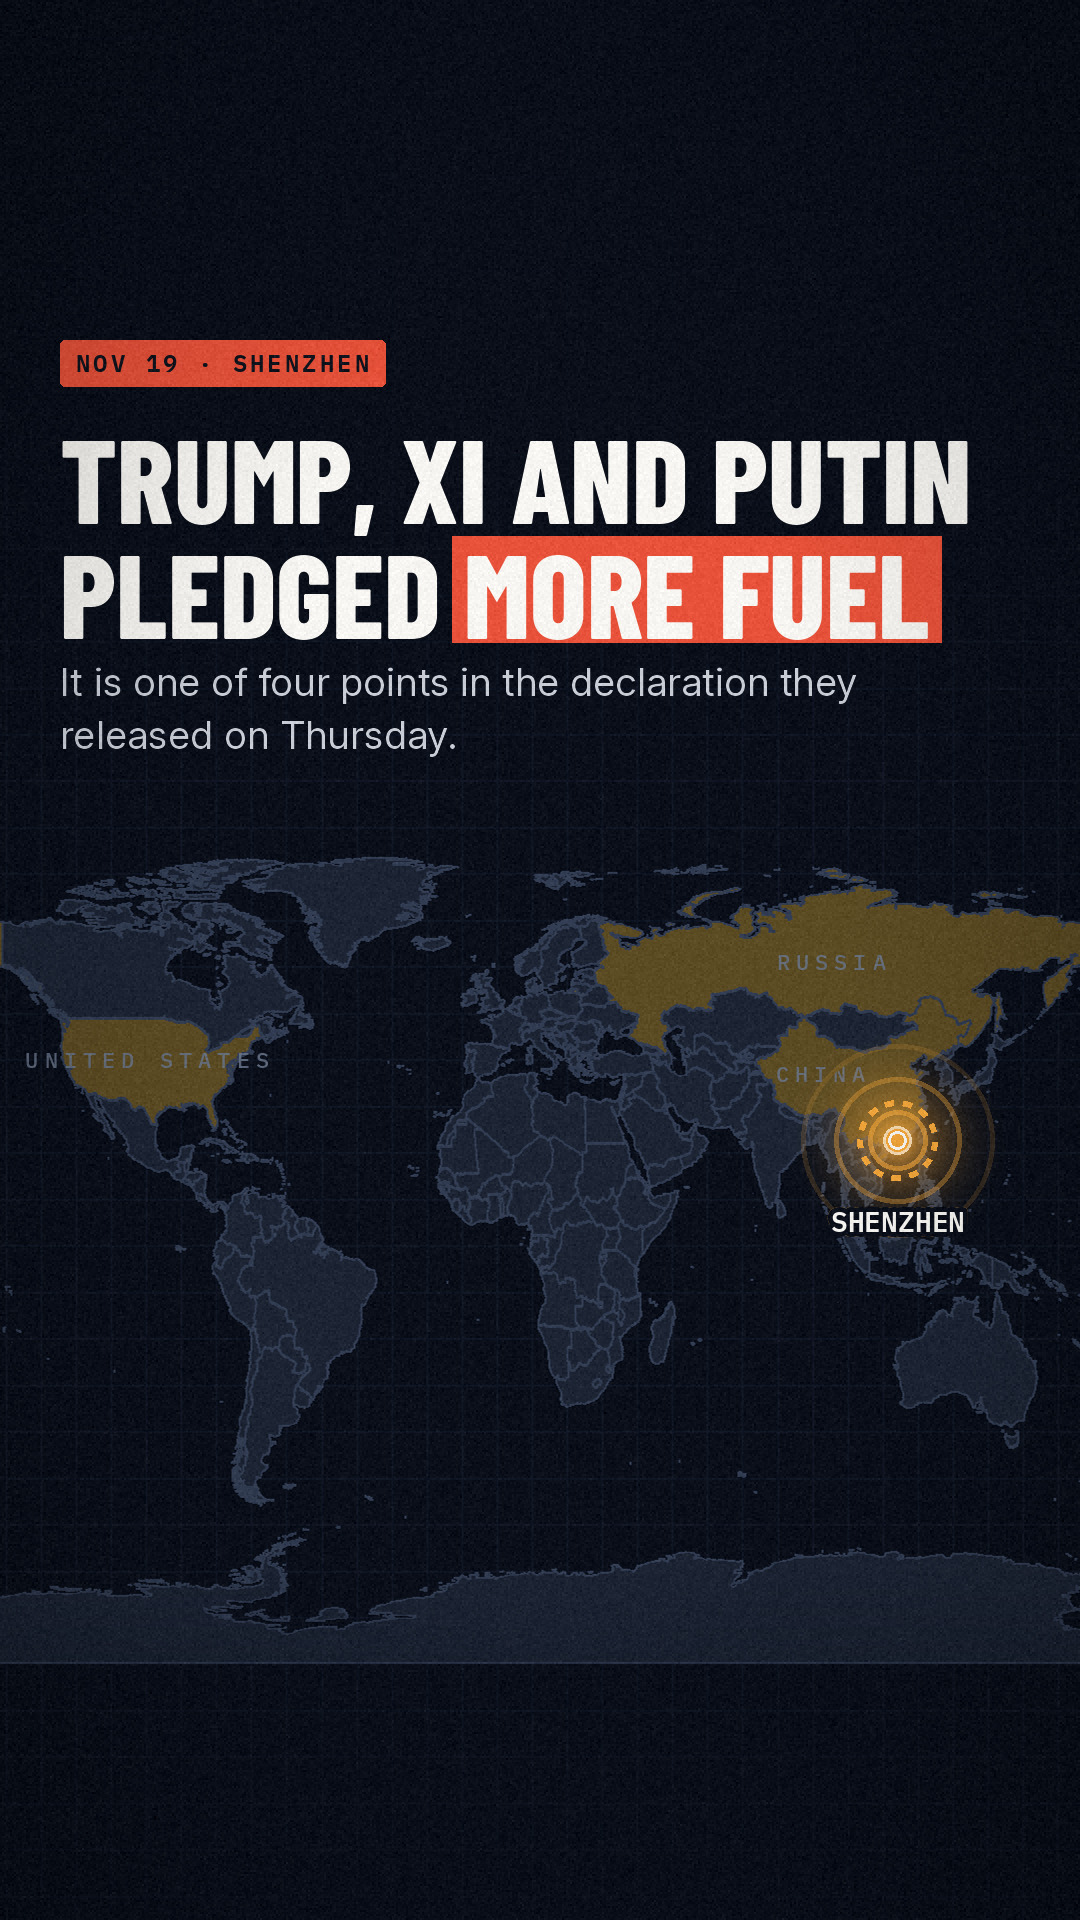 NOV 19 · SHENZHEN
TRUMP, XI AND PUTIN
PLEDGED MORE FUEL
It is one of four points in the declaration they
released on Thursday.
RUSSIA
UNITED STATES
CHINA
SHENZHEN